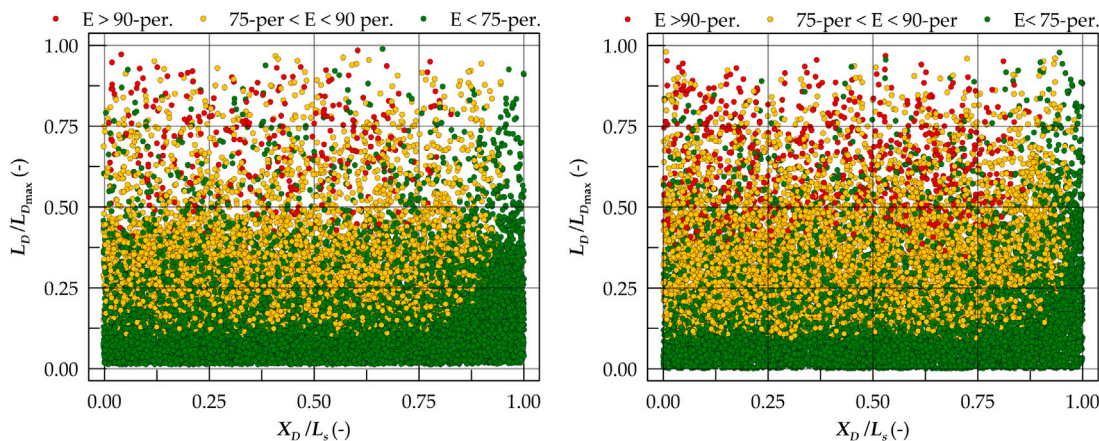 E > 90-per. 75-per < E < 90 per. E < 75-per.
1.00
0.75
0.50
0.25
0.00
L_D/L_Dmax (-)
0.00 0.25 0.50 0.75 1.00
X_D/L_s (-)
E >90-per. 75-per < E < 90-per E< 75-per.
1.00
0.75
0.50
0.25
0.00
L_D/L_Dmax (-)
0.00 0.25 0.50 0.75 1.00
X_D/L_s (-)